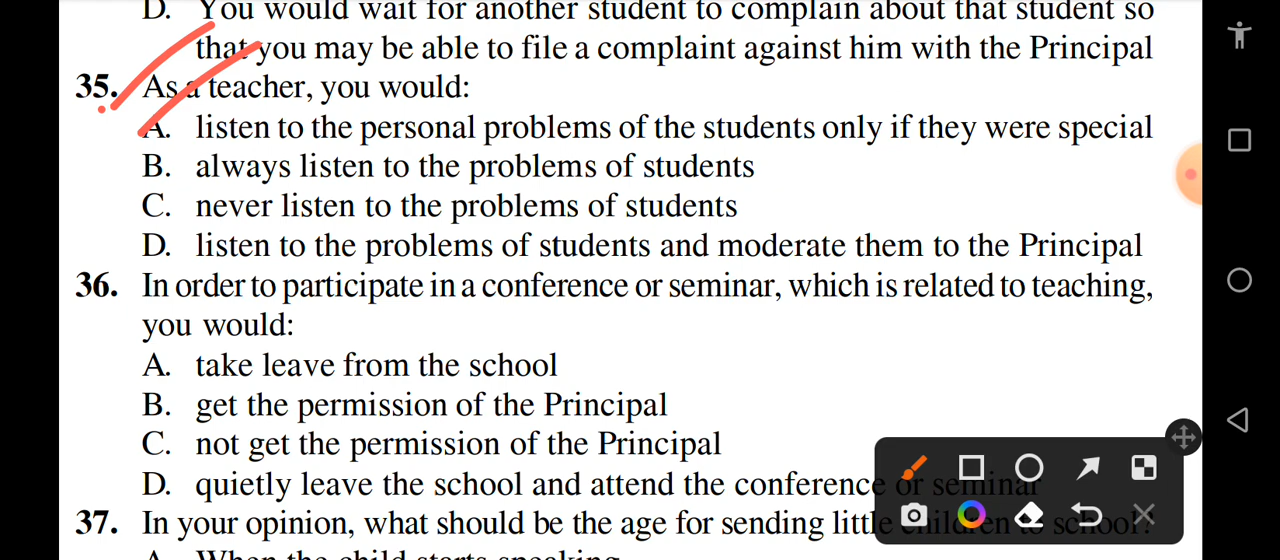 D. You would wait for another student to complain about that student so
that you may be able to file a complaint against him with the Principal
35. As a teacher, you would:
A. listen to the personal problems of the students only if they were special
B. always listen to the problems of students
C. never listen to the problems of students
D. listen to the problems of students and moderate them to the Principal
36. In order to participate in a conference or seminar, which is related to teaching,
you would:
A. take leave from the school
B. get the permission of the Principal
C. not get the permission of the Principal
D. quietly leave the school and attend the conference or seminar
37. In your opinion, what should be the age for sending little children to school?
A. When the child starts speaking